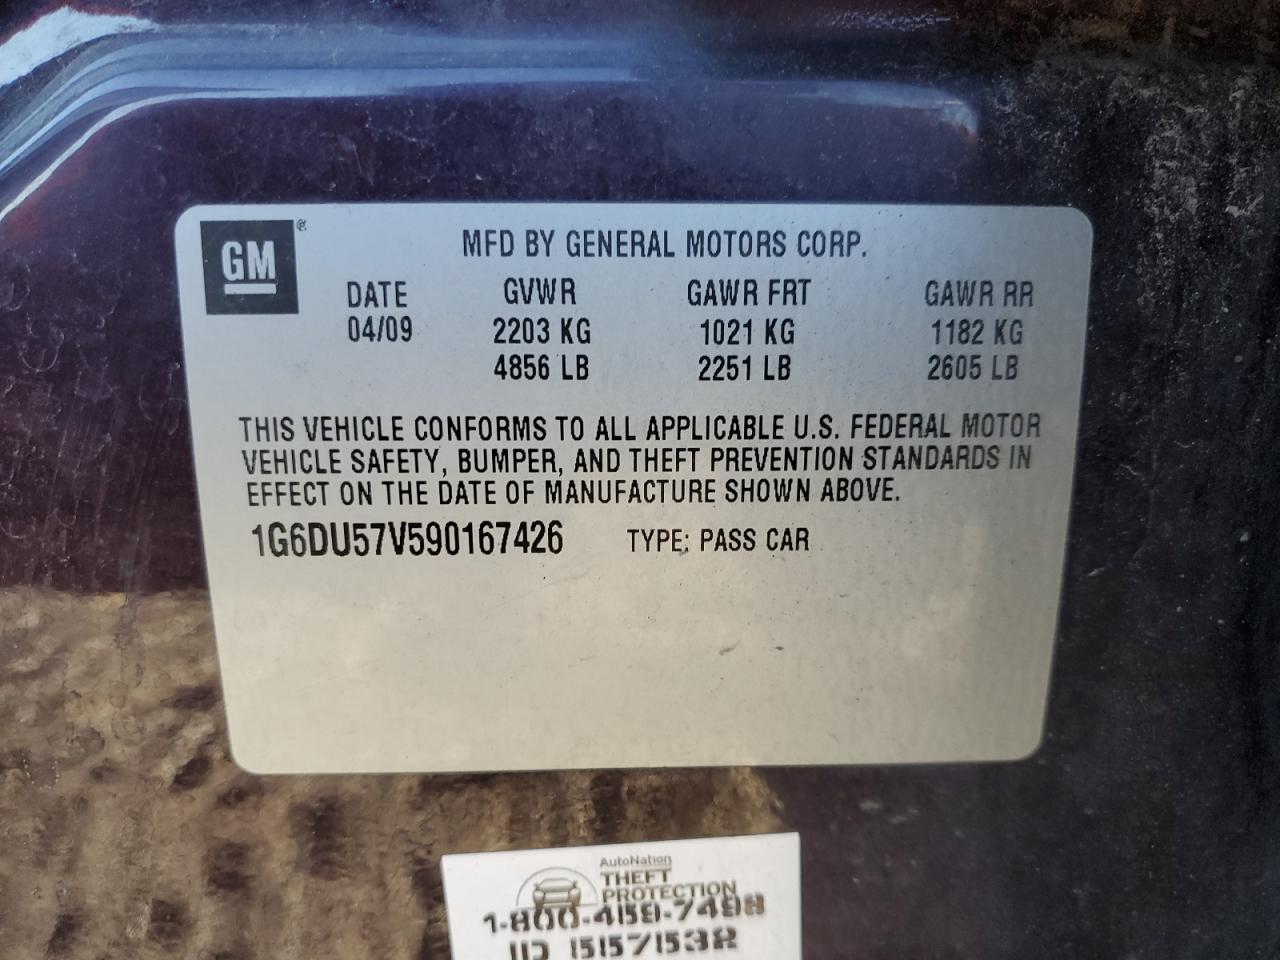 GM®
MFD BY GENERAL MOTORS CORP.
DATE GVWR GAWR FRT GAWR RR
04/09 2203 KG 1021 KG 1182 KG
4856 LB 2251 LB 2605 LB
THIS VEHICLE CONFORMS TO ALL APPLICABLE U.S. FEDERAL MOTOR
VEHICLE SAFETY, BUMPER, AND THEFT PREVENTION STANDARDS IN
EFFECT ON THE DATE OF MANUFACTURE SHOWN ABOVE.
1G6DU57V590167426 TYPE: PASS CAR
AutoNation
THEFT
PROTECTION
1-800-459-7498
ID 15571532